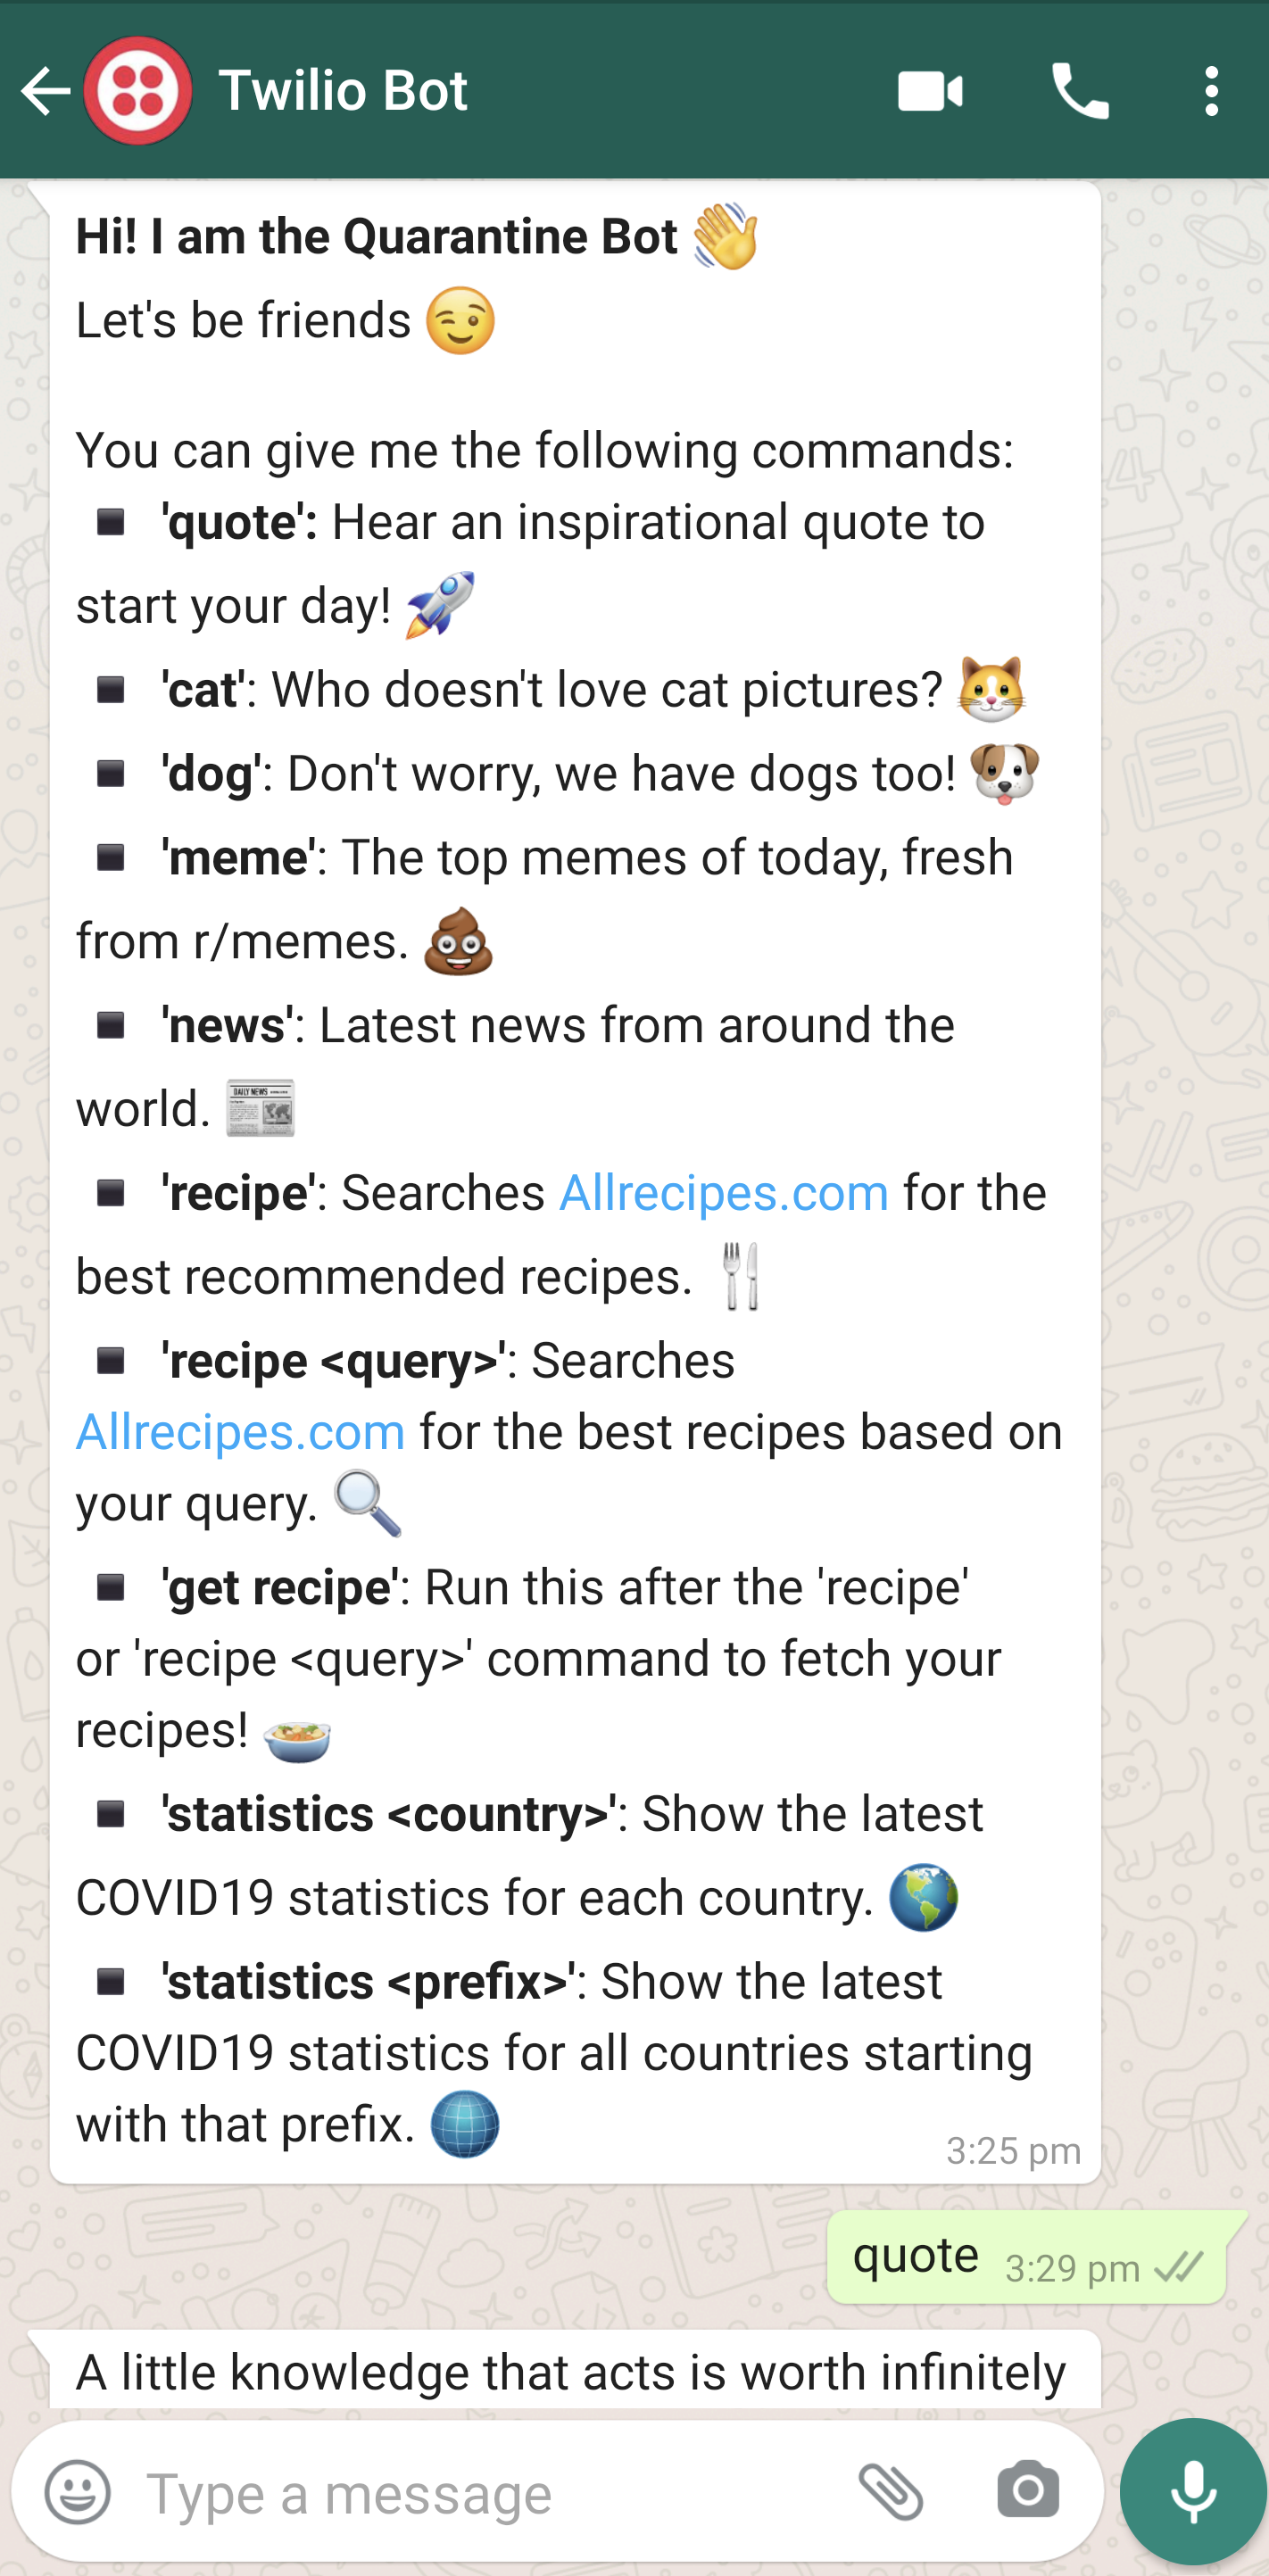 Twilio Bot
Hi! I am the Quarantine Bot 👋
Let's be friends 😉
You can give me the following commands:
▪ 'quote': Hear an inspirational quote to
start your day! 🚀
▪ 'cat': Who doesn't love cat pictures? 🐱
▪ 'dog': Don't worry, we have dogs too! 🐶
▪ 'meme': The top memes of today, fresh
from r/memes. 💩
▪ 'news': Latest news from around the
world. 📰
▪ 'recipe': Searches Allrecipes.com for the
best recommended recipes. 🍴
▪ 'recipe <query>': Searches
Allrecipes.com for the best recipes based on
your query. 🔍
▪ 'get recipe': Run this after the 'recipe'
or 'recipe <query>' command to fetch your
recipes! 🍲
▪ 'statistics <country>': Show the latest
COVID19 statistics for each country. 🌎
▪ 'statistics <prefix>': Show the latest
COVID19 statistics for all countries starting
with that prefix. 🌐
3:25 pm
quote 3:29 pm
A little knowledge that acts is worth infinitely
Type a message